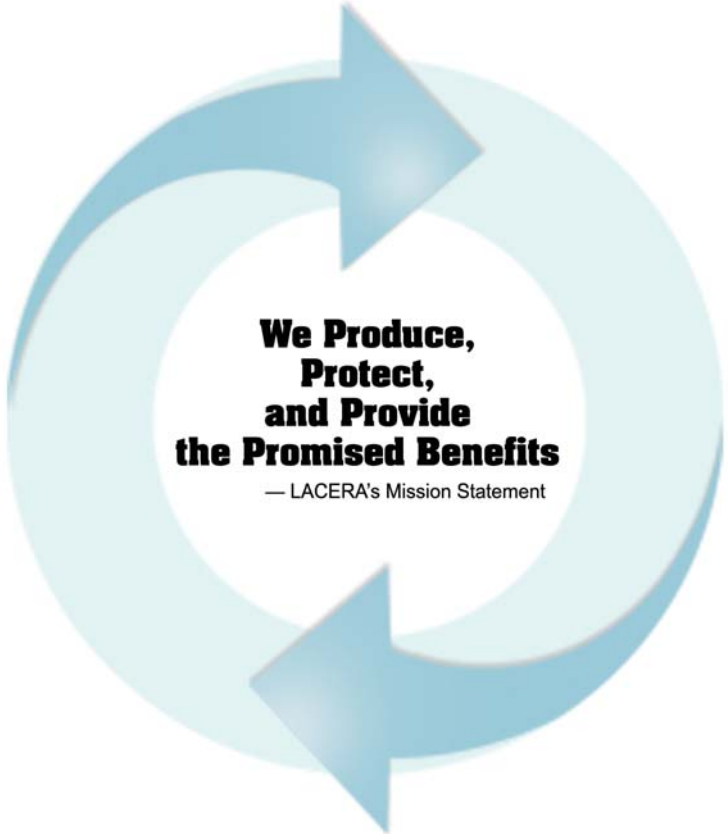 We Produce,
Protect,
and Provide
the Promised Benefits
— LACERA's Mission Statement